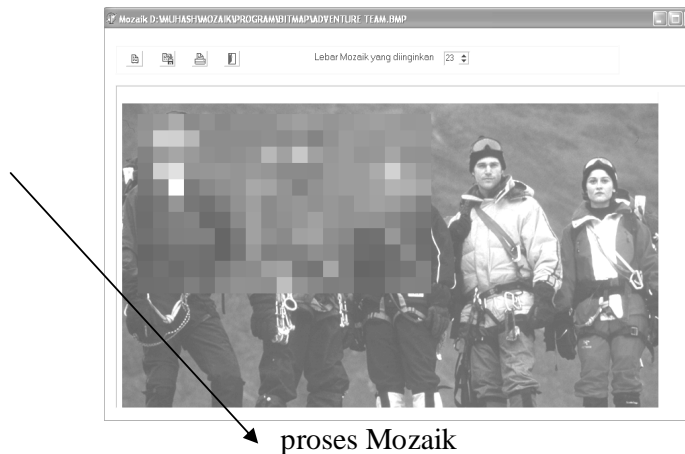 Mozaik D:\MUHASH\MOZAIK\PROGRAM\BITMAP\ADVENTURE TEAM.BMP
Lebar Mozaik yang diinginkan 23
proses Mozaik